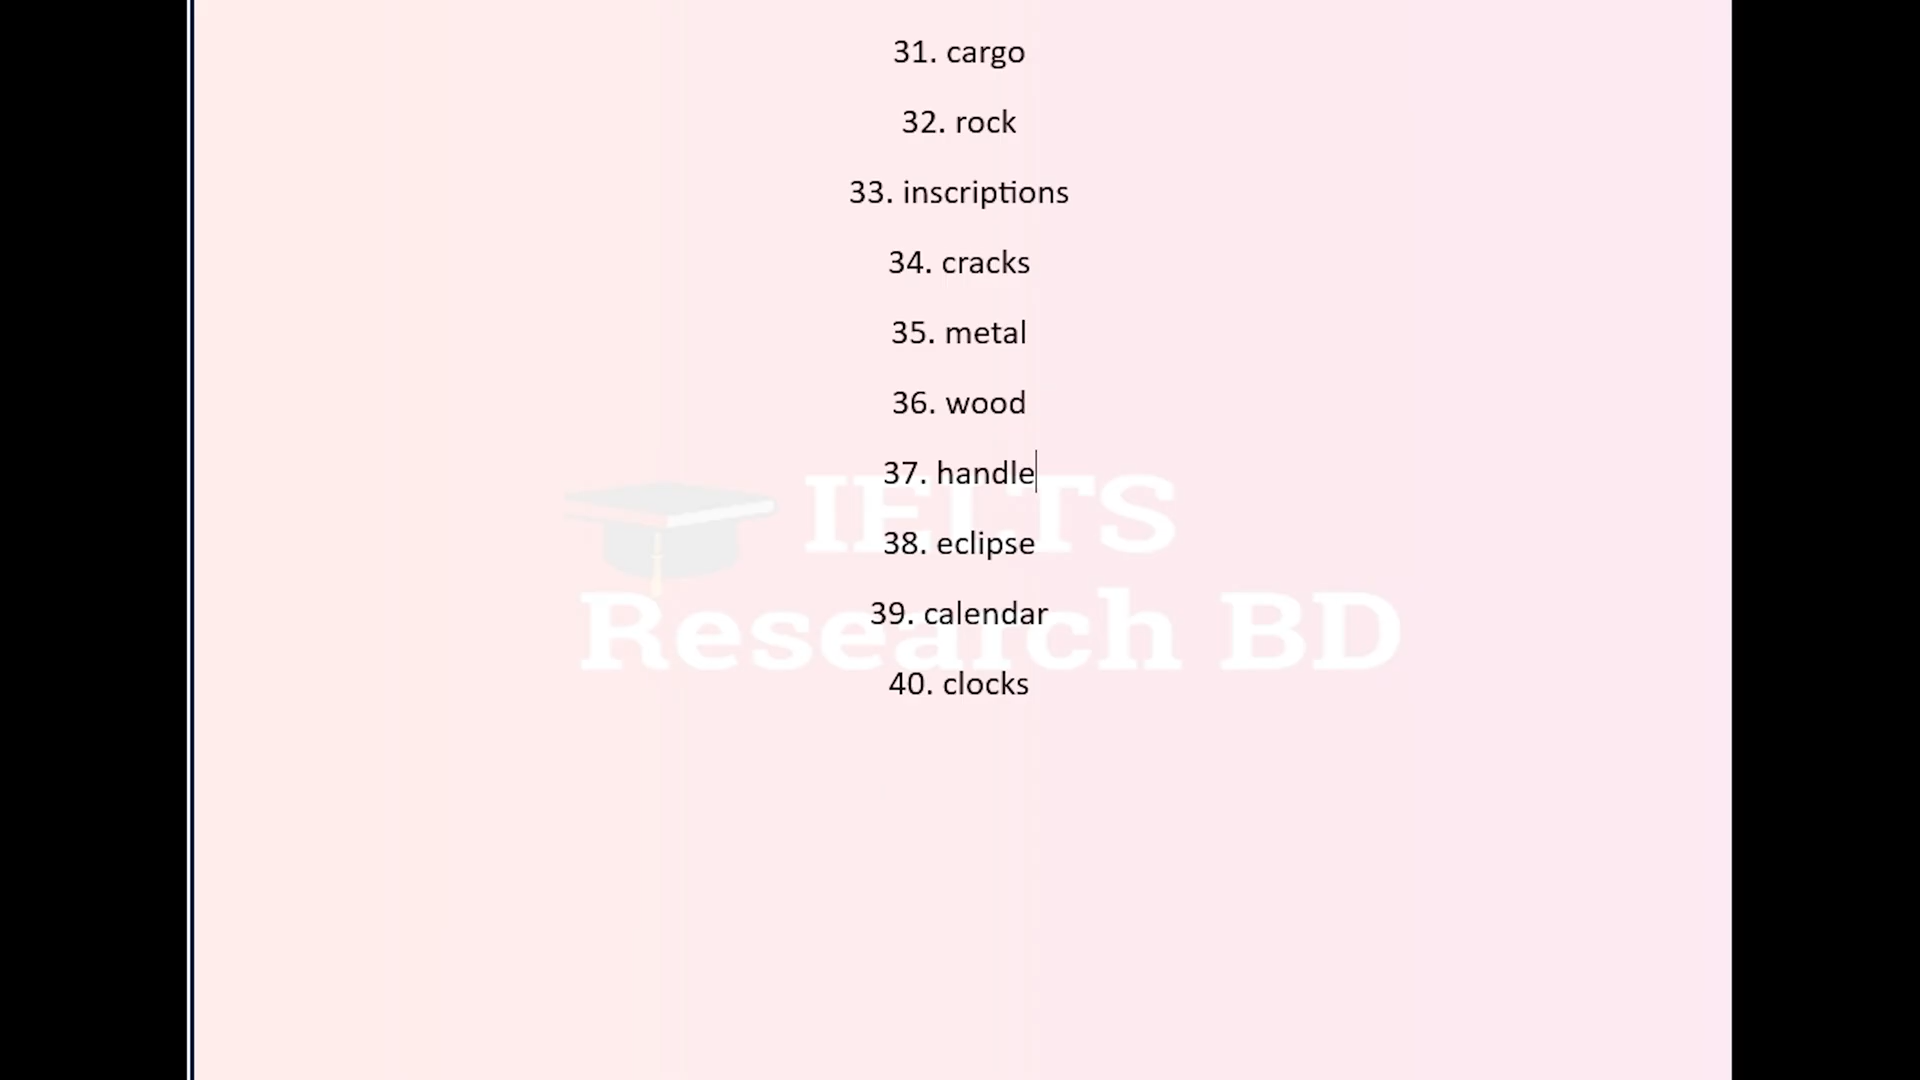 31. cargo
32. rock
33. inscriptions
34. cracks
35. metal
36. wood
37. handle
IELTS
38. eclipse
Research BD
39. calendar
40. clocks